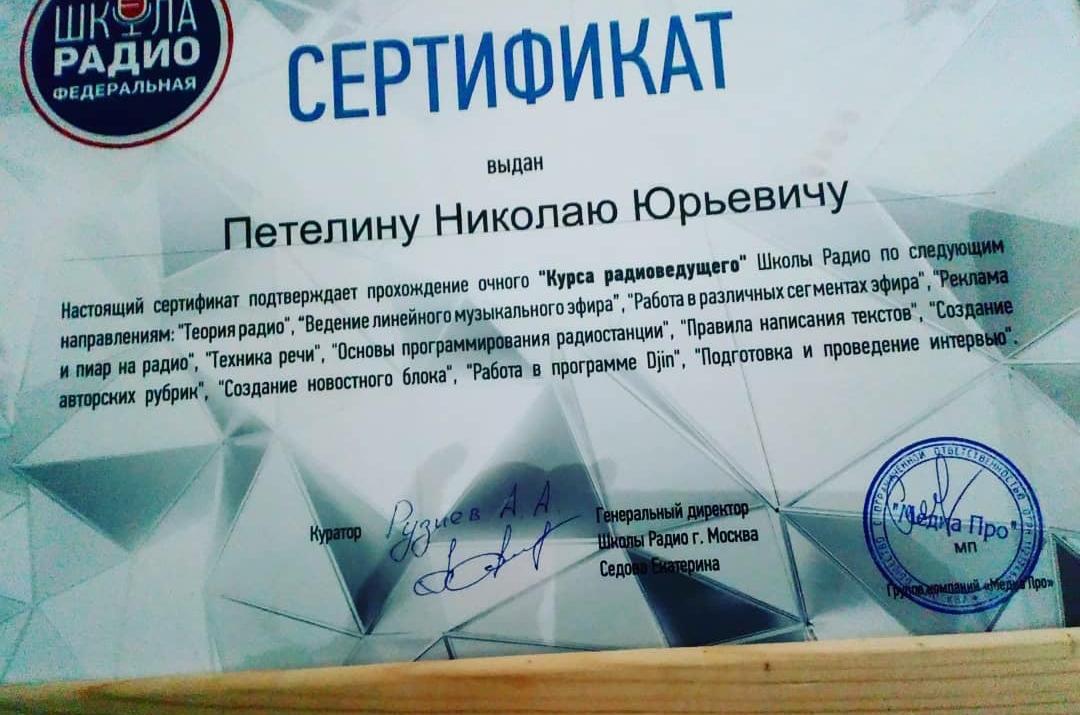 ШКОЛА
РАДИО
ФЕДЕРАЛЬНАЯ
СЕРТИФИКАТ
выдан
Петелину Николаю Юрьевичу
Настоящий сертификат подтверждает прохождение очного "Курса радиоведущего" Школы Радио по следующим
направлениям: "Теория радио", "Ведение линейного музыкального эфира", "Работа в различных сегментах эфира", "Реклама
и пиар на радио", "Техника речи", "Основы программирования радиостанции", "Правила написания текстов", "Создание
авторских рубрик", "Создание новостного блока", "Работа в программе Djin", "Подготовка и проведение интервью".
Куратор Рузиев А. А.
Генеральный директор
Школы Радио г. Москва
Седова Екатерина
С ОГРАНИЧЕННОЙ ОТВЕТСТВЕННОСТЬЮ
"Медиа Про"
МП
Группа компаний «Медиа Про»